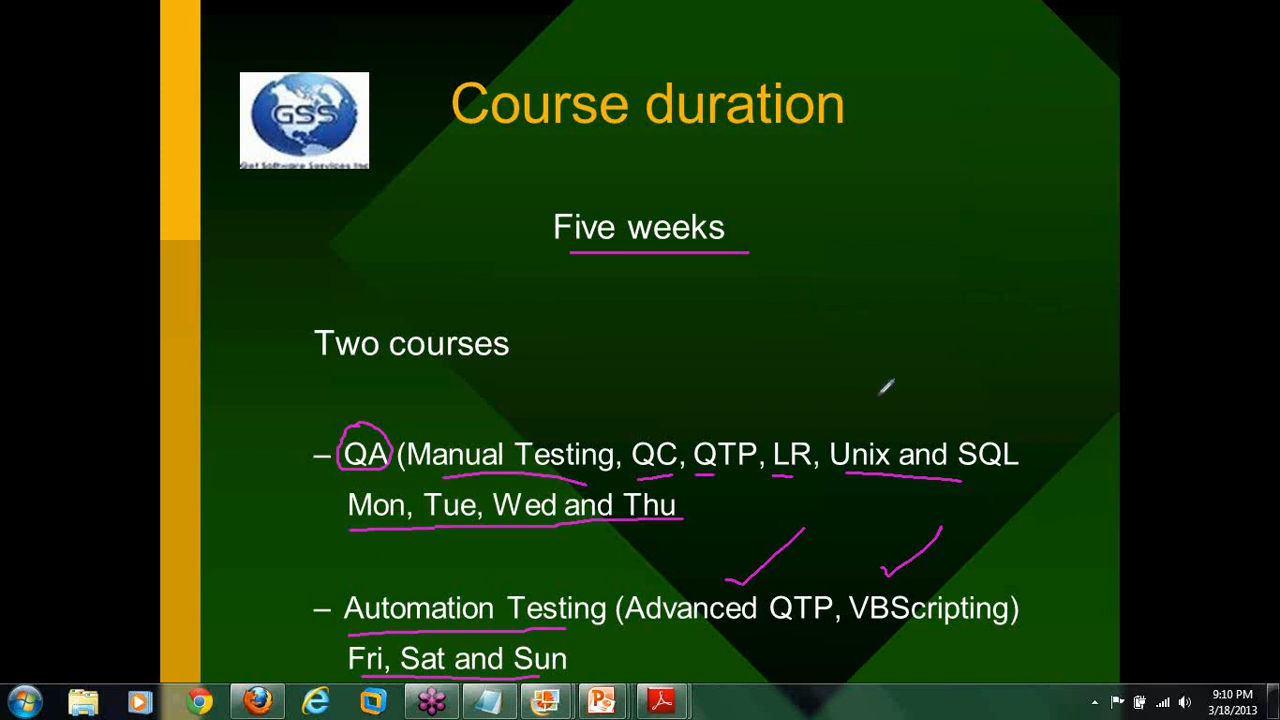 GSS
Course duration
Five weeks
Two courses
– QA (Manual Testing, QC, QTP, LR, Unix and SQL
Mon, Tue, Wed and Thu
– Automation Testing (Advanced QTP, VBScripting)
Fri, Sat and Sun
9:10 PM
3/18/2013